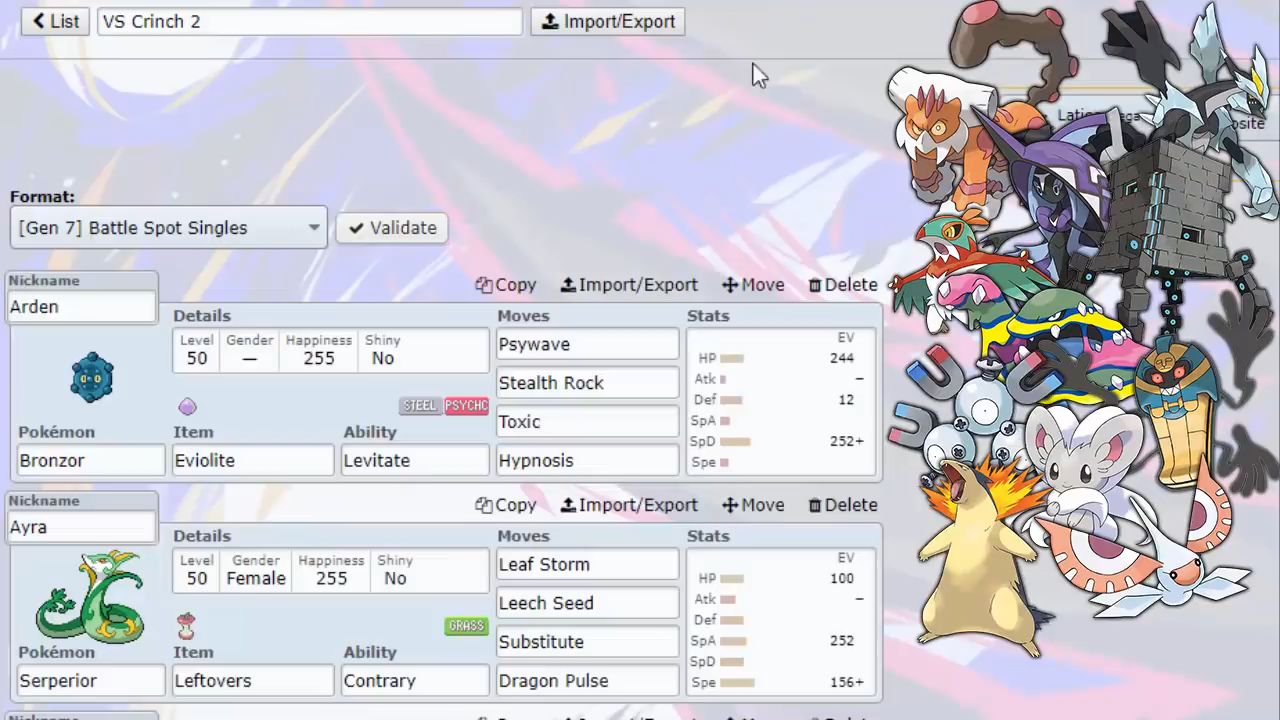 List
VS Crinch 2
Import/Export
Format:
[Gen 7] Battle Spot Singles
Validate
Nickname
Arden
Copy
Import/Export
Move
Delete
Details
Level
50
Gender
—
Happiness
255
Shiny
No
STEEL
PSYCHC
Pokémon
Bronzor
Item
Eviolite
Ability
Levitate
Moves
Psywave
Stealth Rock
Toxic
Hypnosis
Stats
EV
HP 244
Atk –
Def 12
SpA
SpD 252+
Spe
Nickname
Ayra
Copy
Import/Export
Move
Delete
Details
Level
50
Gender
Female
Happiness
255
Shiny
No
GRASS
Pokémon
Serperior
Item
Leftovers
Ability
Contrary
Moves
Leaf Storm
Leech Seed
Substitute
Dragon Pulse
Stats
EV
HP 100
Atk –
Def
SpA 252
SpD
Spe 156+
Nickname